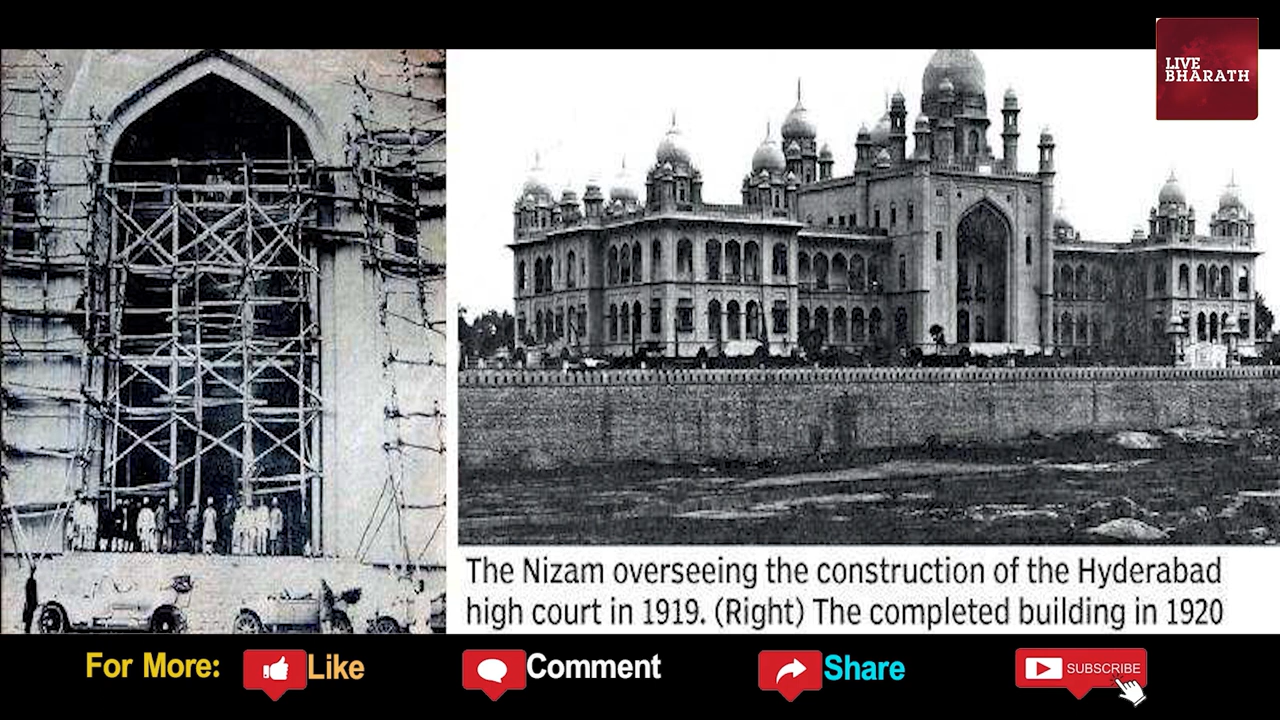 LIVE
BHARATH
The Nizam overseeing the construction of the Hyderabad
high court in 1919. (Right) The completed building in 1920
For More: Like Comment Share SUBSCRIBE